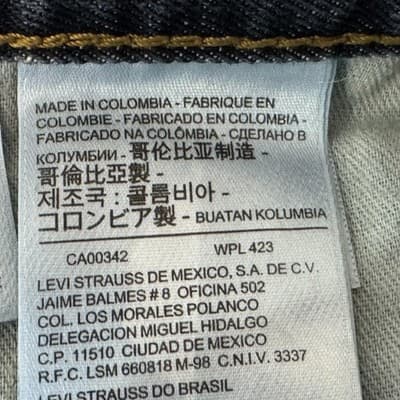 MADE IN COLOMBIA - FABRIQUE EN
COLOMBIE - FABRICADO EN COLOMBIA -
FABRICADO NA COLÔMBIA - СДЕЛАНО В
КОЛУМБИИ - 哥伦比亚制造 -
哥倫比亞製 -
제조국 : 콜롬비아 -
コロンビア製 - BUATAN KOLUMBIA
CA00342 WPL 423
LEVI STRAUSS DE MEXICO, S.A. DE C.V.
JAIME BALMES # 8 OFICINA 502
COL. LOS MORALES POLANCO
DELEGACION MIGUEL HIDALGO
C.P. 11510 CIUDAD DE MEXICO
R.F.C. LSM 660818 M-98 C.N.I.V. 3337
LEVI STRAUSS DO BRASIL